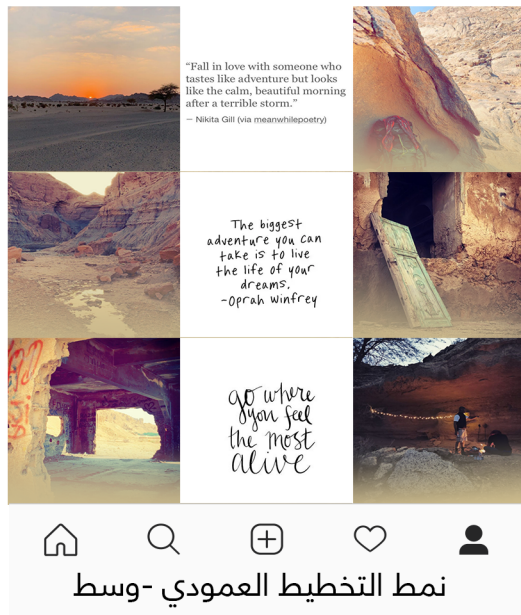 “Fall in love with someone who
tastes like adventure but looks
like the calm, beautiful morning
after a terrible storm.”
— Nikita Gill (via meanwhilepoetry)
The biggest
adventure you can
take is to live
the life of your
dreams.
-Oprah Winfrey
go where
you feel
the most
alive
نمط التخطيط العمودي -وسط